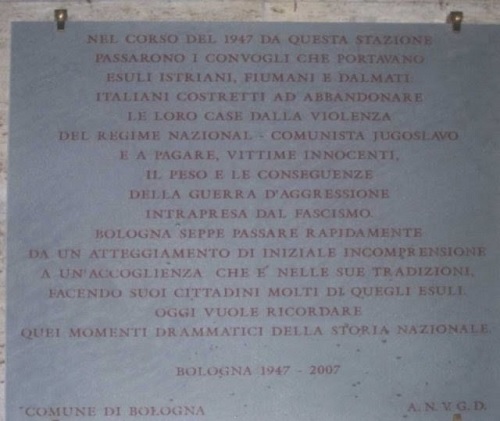 NEL CORSO DEL 1947 DA QUESTA STAZIONE
PASSARONO I CONVOGLI CHE PORTAVANO
ESULI ISTRIANI, FIUMANI E DALMATI:
ITALIANI COSTRETTI AD ABBANDONARE
LE LORO CASE DALLA VIOLENZA
DEL REGIME NAZIONAL - COMUNISTA JUGOSLAVO
E A PAGARE, VITTIME INNOCENTI,
IL PESO E LE CONSEGUENZE
DELLA GUERRA D'AGGRESSIONE
INTRAPRESA DAL FASCISMO.
BOLOGNA SEPPE PASSARE RAPIDAMENTE
DA UN ATTEGGIAMENTO DI INIZIALE INCOMPRENSIONE
A UN'ACCOGLIENZA CHE E' NELLE SUE TRADIZIONI,
FACENDO SUOI CITTADINI MOLTI DI QUEGLI ESULI.
OGGI VUOLE RICORDARE
QUEI MOMENTI DRAMMATICI DELLA STORIA NAZIONALE.
BOLOGNA 1947 - 2007
COMUNE DI BOLOGNA A.N.V.G.D.